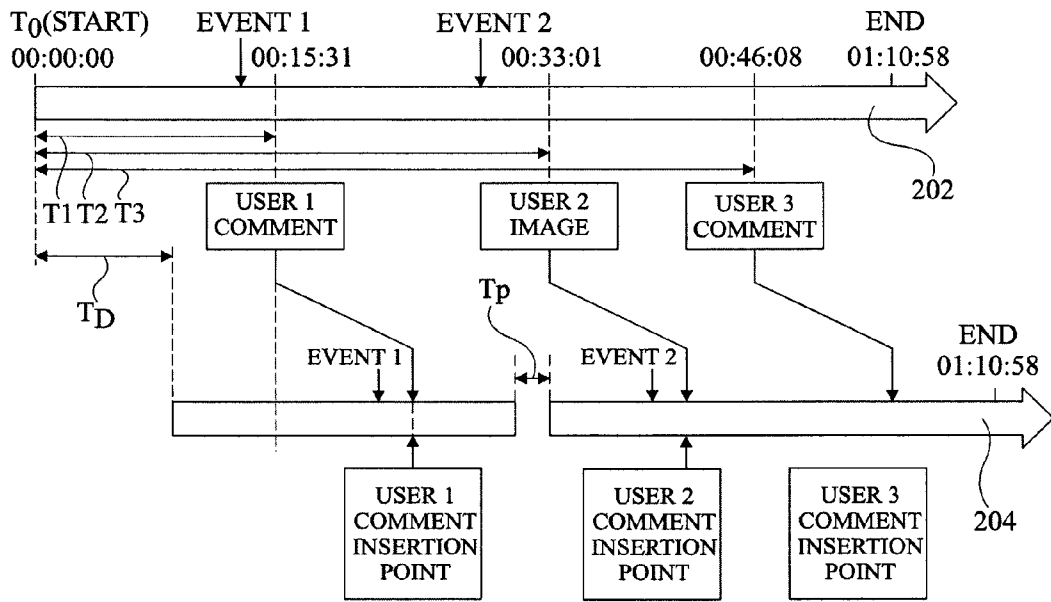 T0(START)
EVENT 1
EVENT 2
END
00:00:00
00:15:31
00:33:01
00:46:08
01:10:58
202
T1
T2
T3
USER 1
COMMENT
USER 2
IMAGE
USER 3
COMMENT
TD
Tp
EVENT 1
EVENT 2
END
01:10:58
204
USER 1
COMMENT
INSERTION
POINT
USER 2
COMMENT
INSERTION
POINT
USER 3
COMMENT
INSERTION
POINT